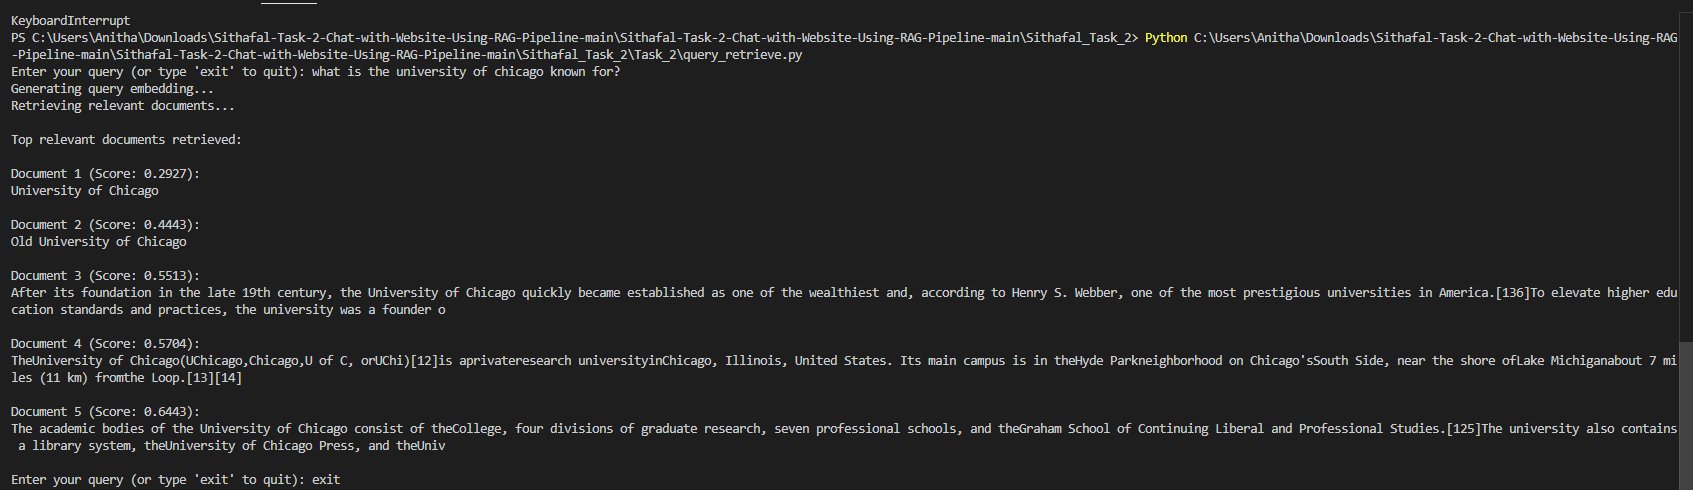 KeyboardInterrupt
PS C:\Users\Anitha\Downloads\Sithafal-Task-2-Chat-with-Website-Using-RAG-Pipeline-main\Sithafal-Task-2-Chat-with-Website-Using-RAG-Pipeline-main\Sithafal_Task_2> Python C:\Users\Anitha\Downloads\Sithafal-Task-2-Chat-with-Website-Using-RAG
-Pipeline-main\Sithafal-Task-2-Chat-with-Website-Using-RAG-Pipeline-main\Sithafal_Task_2\Task_2\query_retrieve.py
Enter your query (or type 'exit' to quit): what is the university of chicago known for?
Generating query embedding...
Retrieving relevant documents...
Top relevant documents retrieved:
Document 1 (Score: 0.2927):
University of Chicago
Document 2 (Score: 0.4443):
Old University of Chicago
Document 3 (Score: 0.5513):
After its foundation in the late 19th century, the University of Chicago quickly became established as one of the wealthiest and, according to Henry S. Webber, one of the most prestigious universities in America.[136]To elevate higher edu
cation standards and practices, the university was a founder o
Document 4 (Score: 0.5704):
TheUniversity of Chicago(UChicago,Chicago,U of C, orUChi)[12]is aprivateresearch universityinChicago, Illinois, United States. Its main campus is in theHyde Parkneighborhood on Chicago'sSouth Side, near the shore ofLake Michiganabout 7 mi
les (11 km) fromthe Loop.[13][14]
Document 5 (Score: 0.6443):
The academic bodies of the University of Chicago consist of theCollege, four divisions of graduate research, seven professional schools, and theGraham School of Continuing Liberal and Professional Studies.[125]The university also contains
 a library system, theUniversity of Chicago Press, and theUniv
Enter your query (or type 'exit' to quit): exit